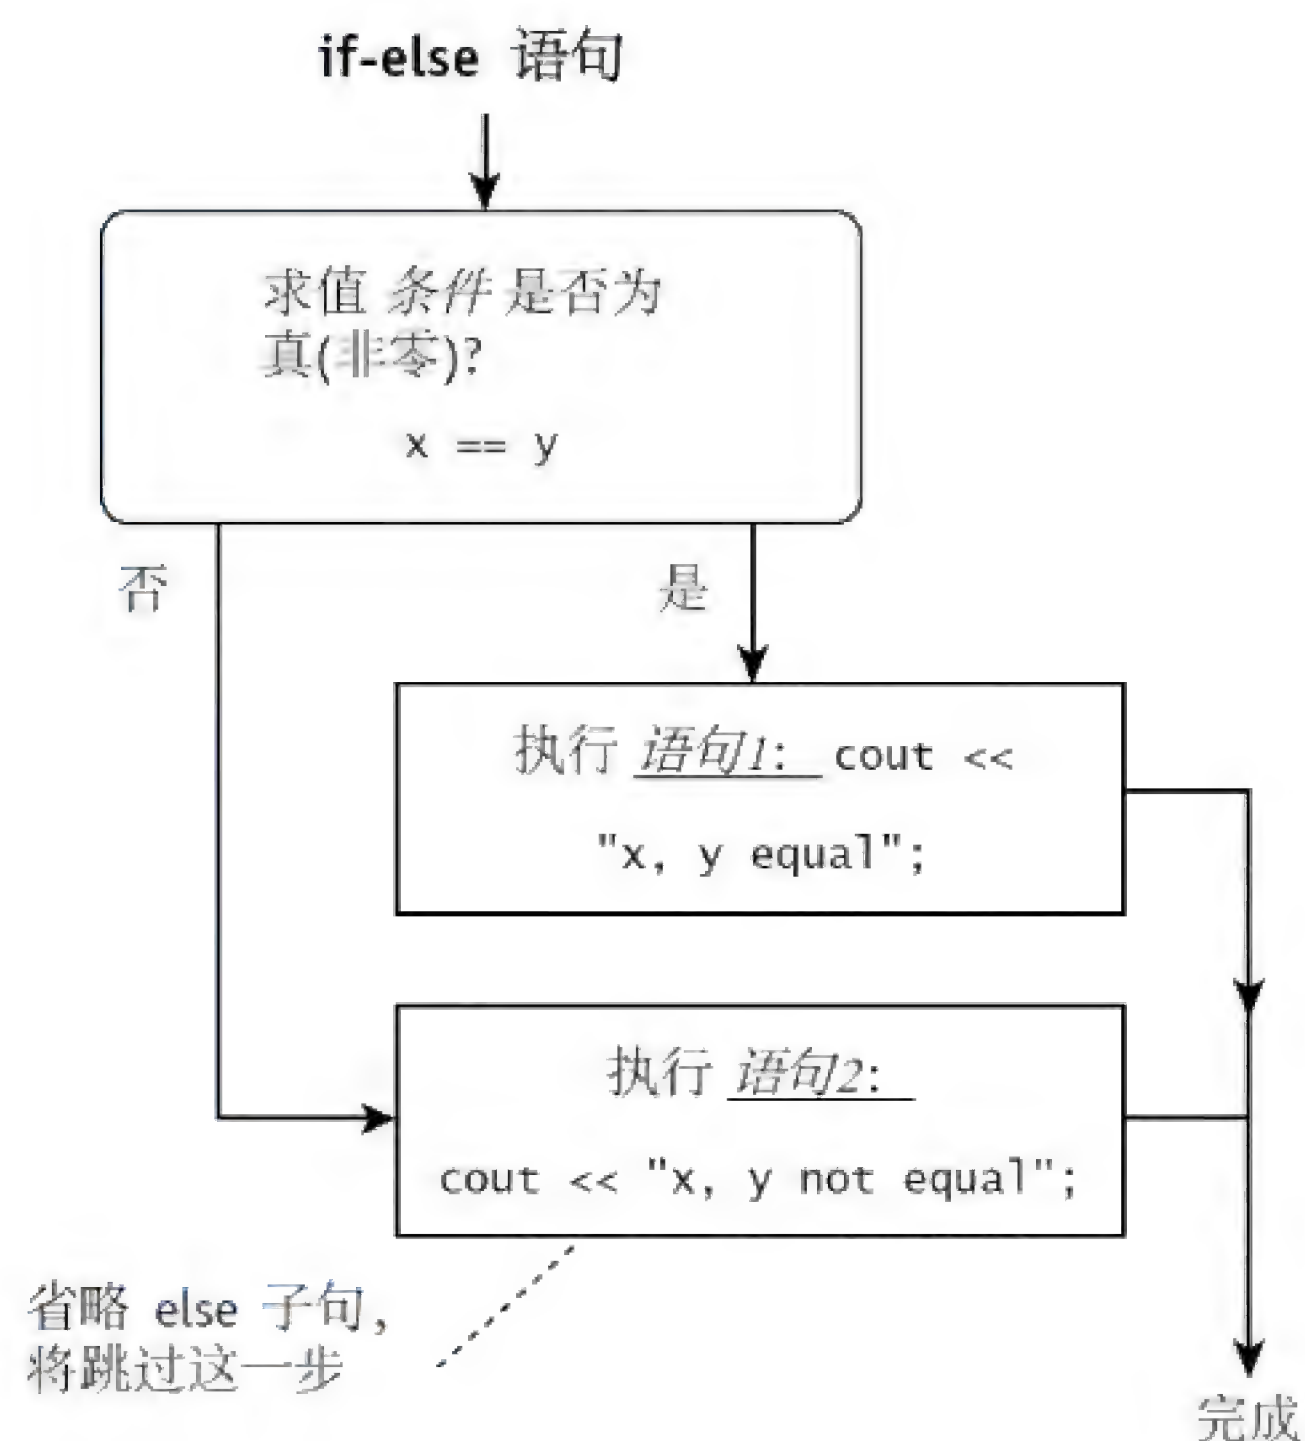 if-else 语句
求值 条件 是否为
真(非零)?
x == y
否
是
执行 语句1: cout <<
"x, y equal";
执行 语句2:
cout << "x, y not equal";
省略 else 子句,
将跳过这一步
完成